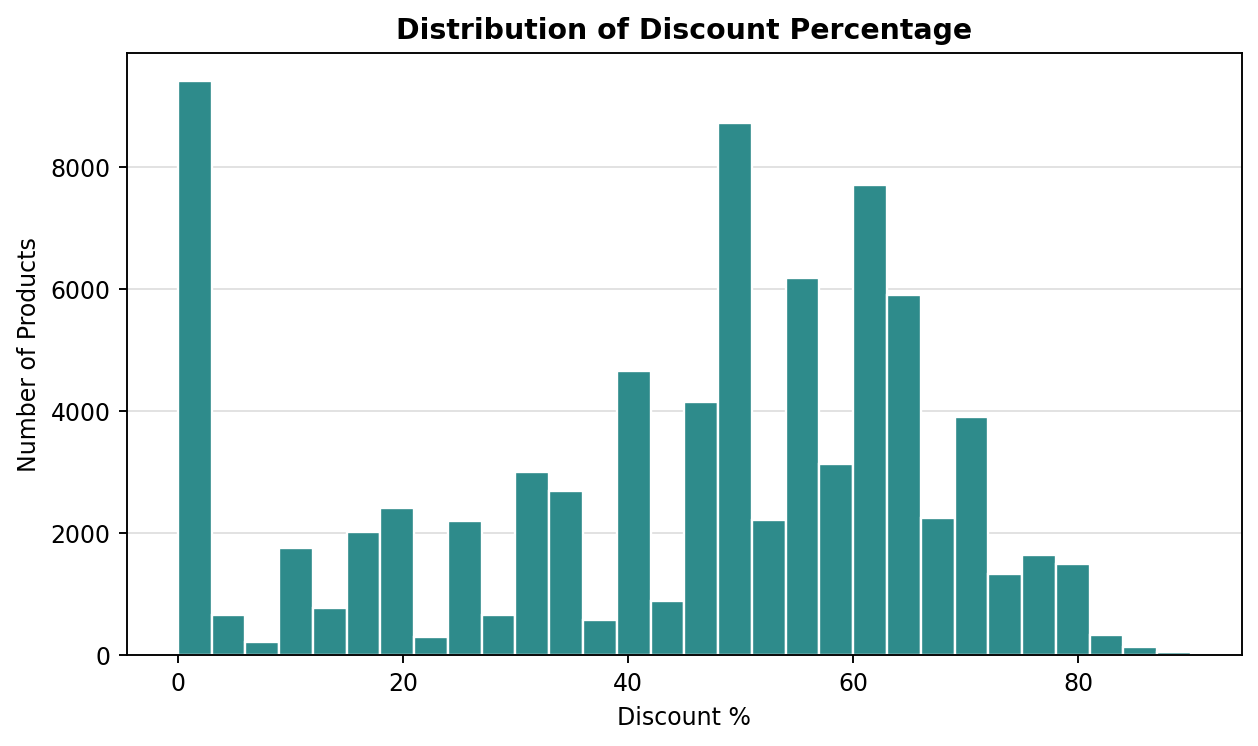 Distribution of Discount Percentage
Number of Products
8000
6000
4000
2000
0
0 20 40 60 80
Discount %